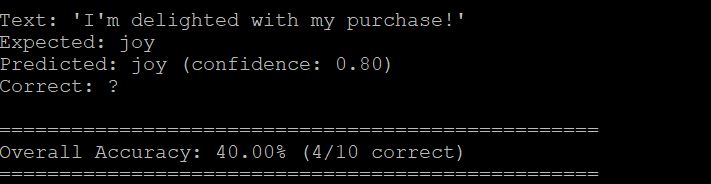 Text: 'I'm delighted with my purchase!'
Expected: joy
Predicted: joy (confidence: 0.80)
Correct: ?
==================================================
Overall Accuracy: 40.00% (4/10 correct)
==================================================